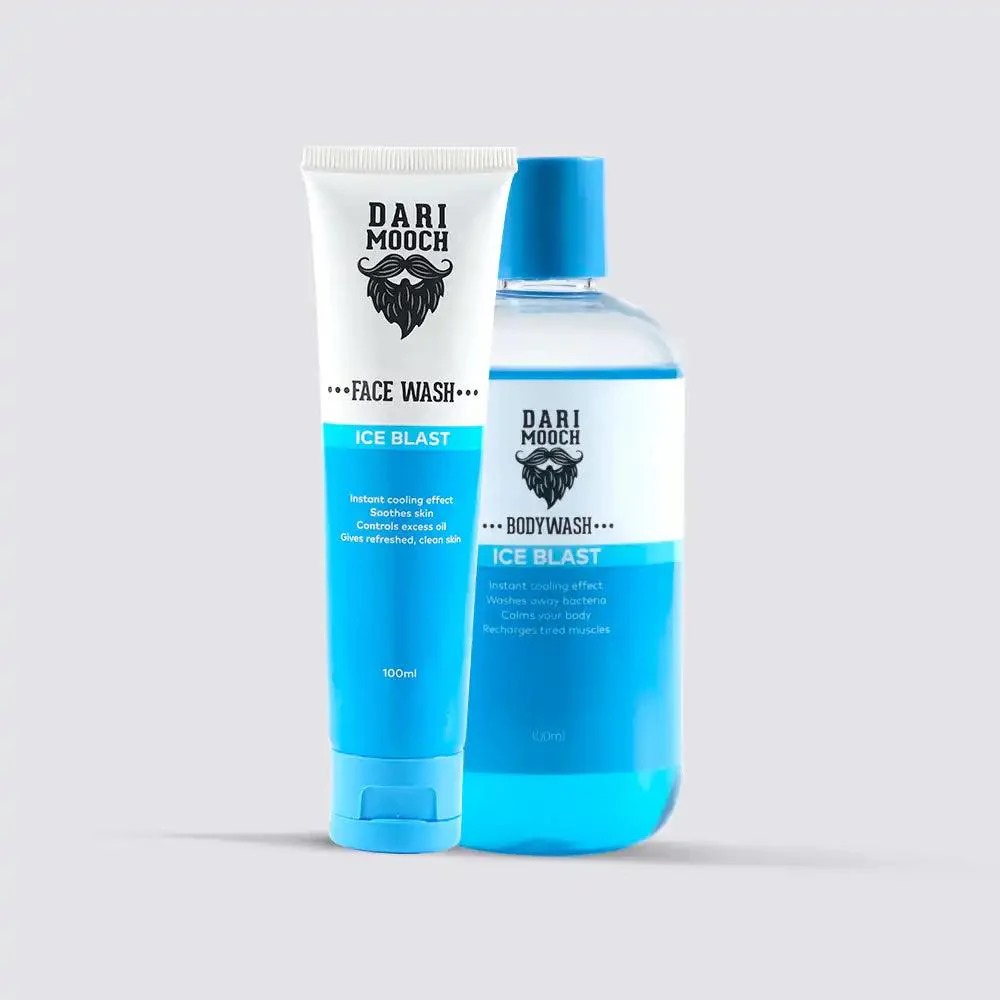 DARI
MOOCH
•••FACE WASH•••
ICE BLAST
Instant cooling effect
Soothes skin
Controls excess oil
Gives refreshed, clean skin
100ml
DARI
MOOCH
•••BODYWASH•••
ICE BLAST
Instant cooling effect
Washes away bacteria
Calms your body
Recharges tired muscles